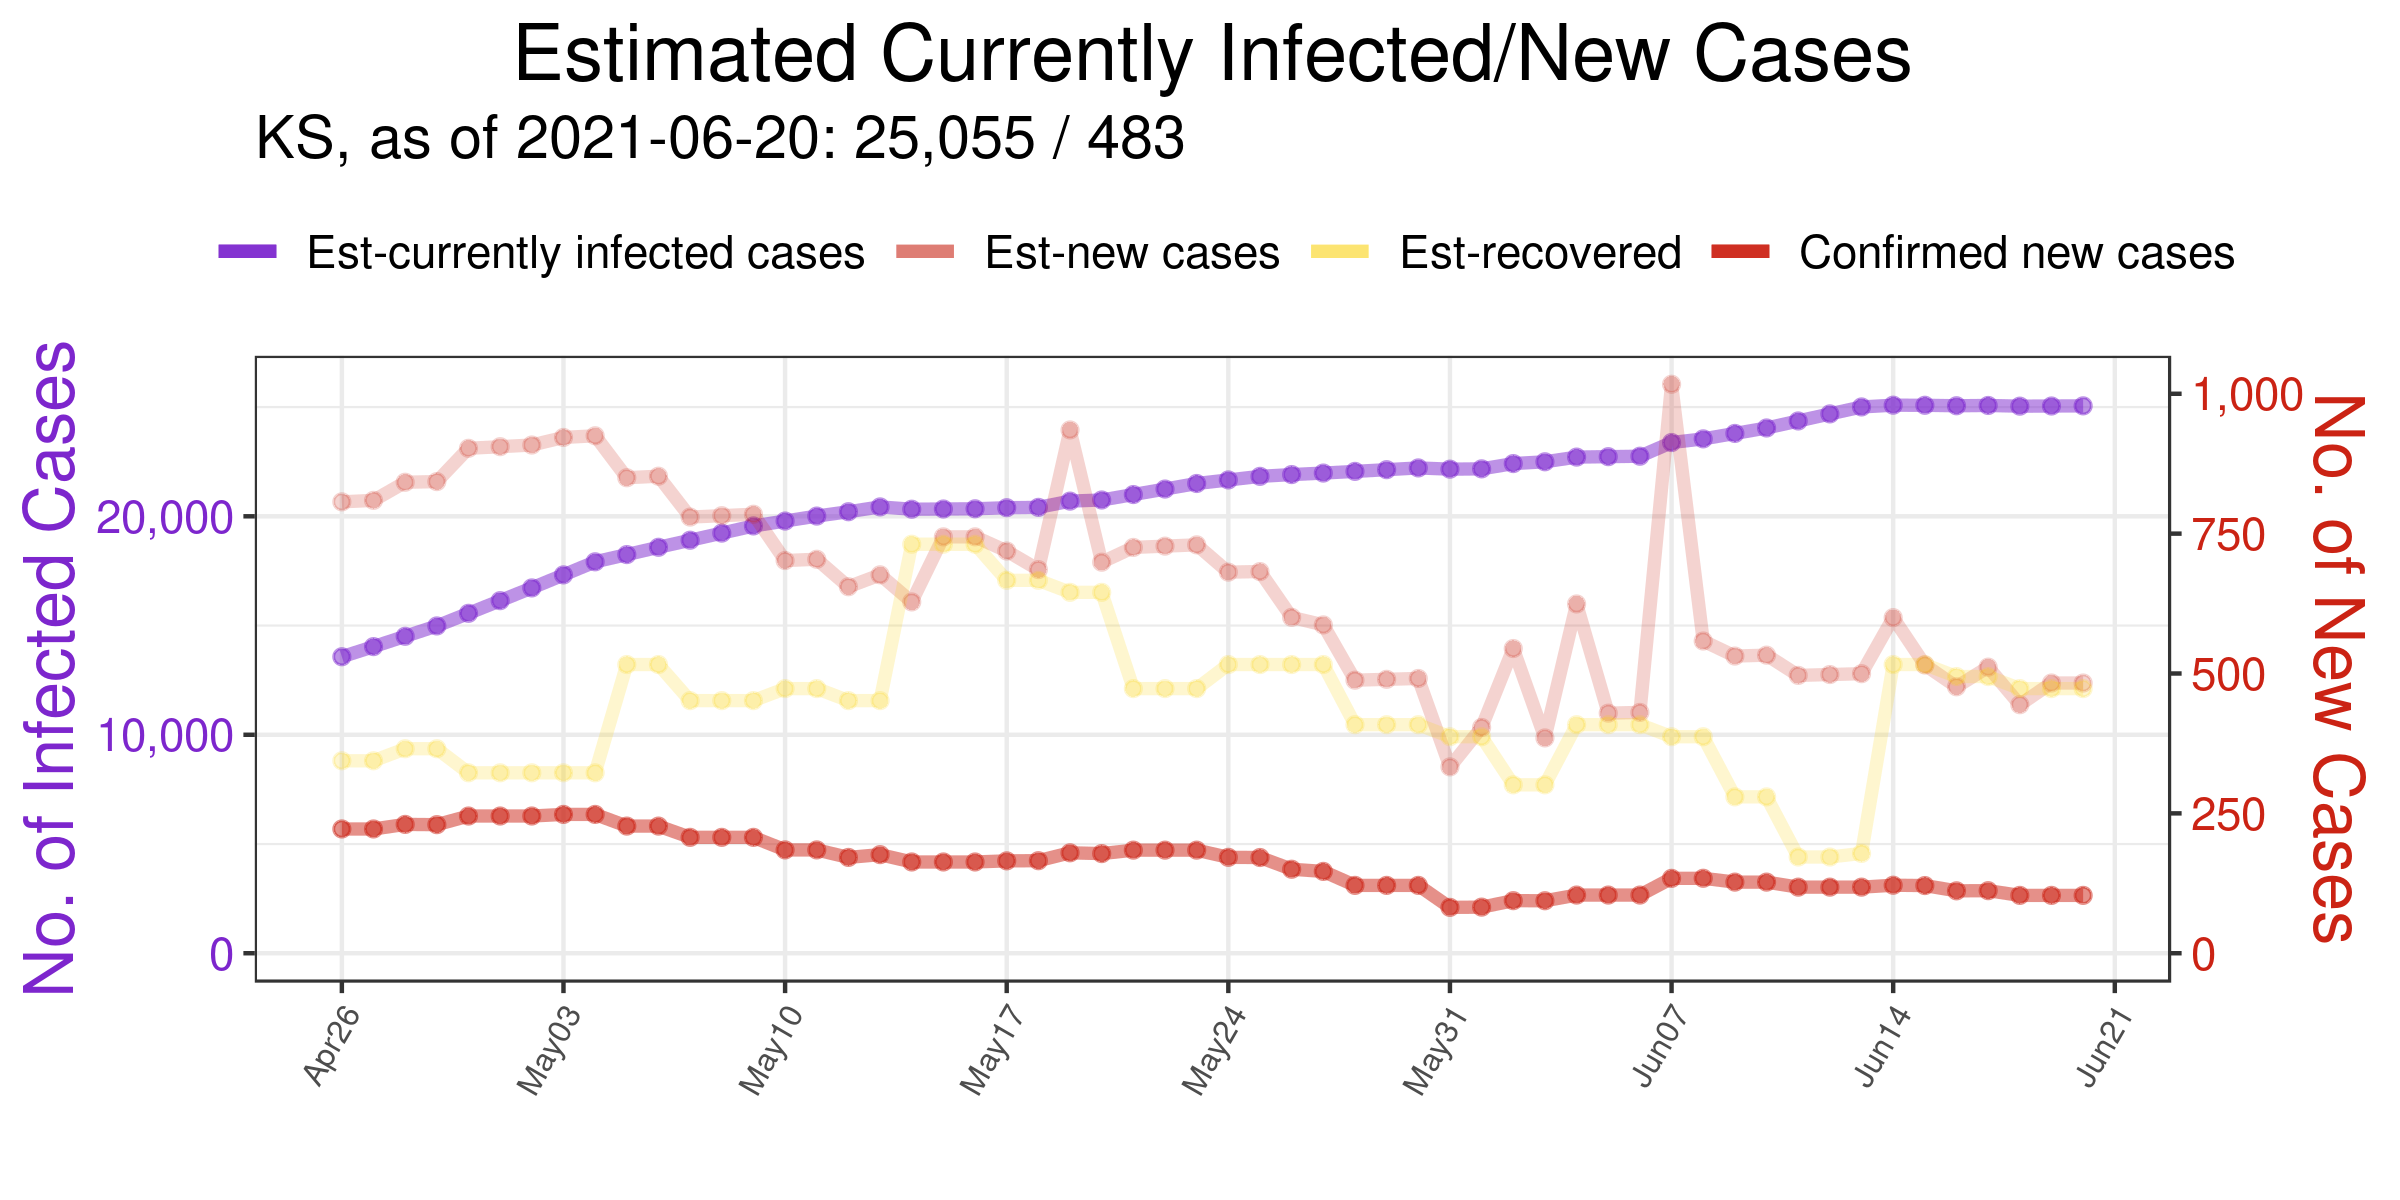 Estimated Currently Infected/New Cases
KS, as of 2021-06-20: 25,055 / 483
Est-currently infected cases
Est-new cases
Est-recovered
Confirmed new cases
No. of Infected Cases
20,000
10,000
0
1,000
750
500
250
0
No. of New Cases
Apr26
May03
May10
May17
May24
May31
Jun07
Jun14
Jun21